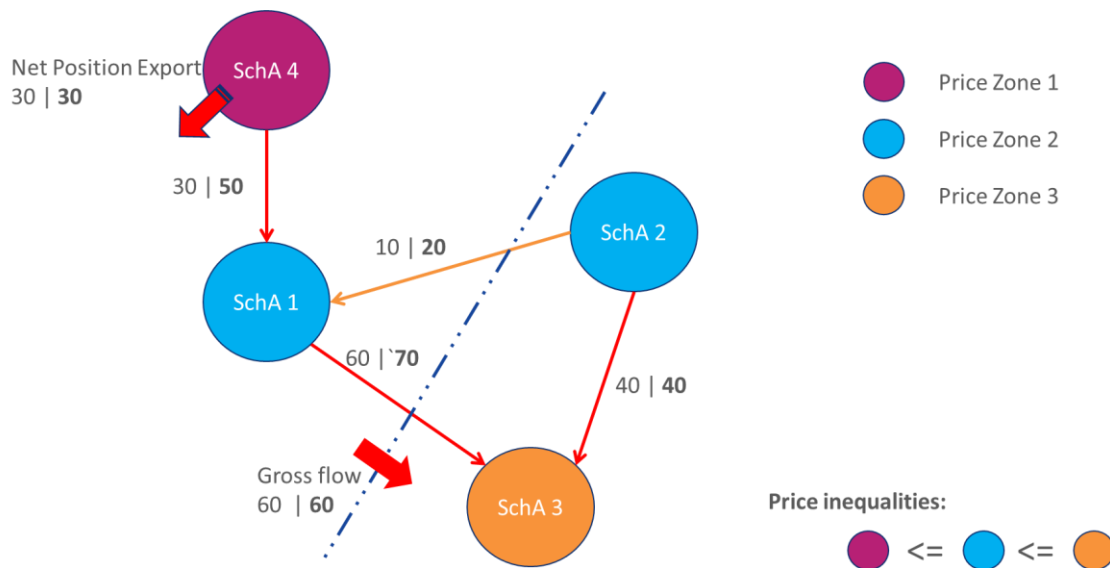 SchA 4
Net Position Export
30 | 30
30 | 50
Price Zone 1
Price Zone 2
Price Zone 3
SchA 2
10 | 20
SchA 1
60 |`70
40 | 40
Gross flow
60 | 60
SchA 3
Price inequalities:
<= <=